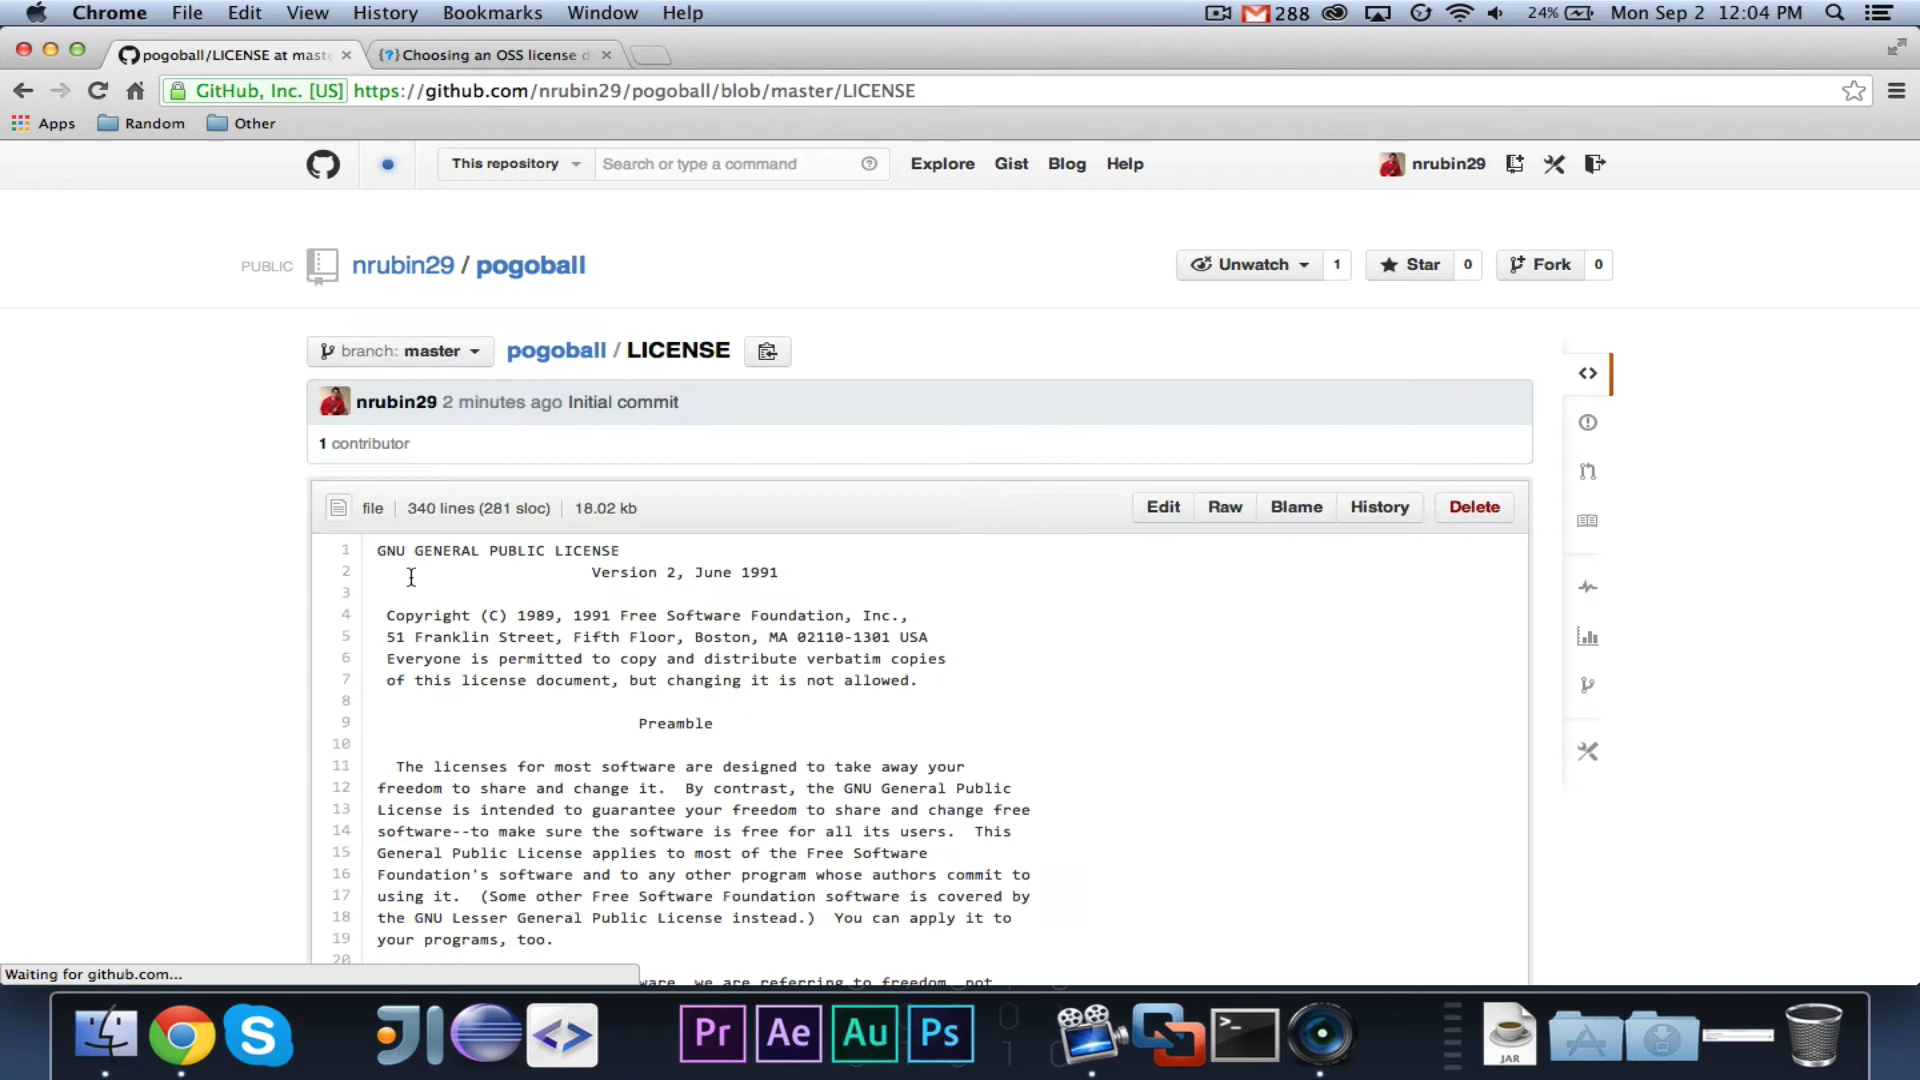 Chrome File Edit View History Bookmarks Window Help 288 24% Mon Sep 2 12:04 PM
pogoball/LICENSE at mast {?} Choosing an OSS license d
GitHub, Inc. [US] https://github.com/nrubin29/pogoball/blob/master/LICENSE
Apps Random Other
This repository Search or type a command Explore Gist Blog Help nrubin29
PUBLIC nrubin29 / pogoball Unwatch 1 Star 0 Fork 0
branch: master pogoball / LICENSE
nrubin29 2 minutes ago Initial commit
1 contributor
file 340 lines (281 sloc) 18.02 kb Edit Raw Blame History Delete
1 GNU GENERAL PUBLIC LICENSE
2 Version 2, June 1991
3
4 Copyright (C) 1989, 1991 Free Software Foundation, Inc.,
5 51 Franklin Street, Fifth Floor, Boston, MA 02110-1301 USA
6 Everyone is permitted to copy and distribute verbatim copies
7 of this license document, but changing it is not allowed.
8
9 Preamble
10
11 The licenses for most software are designed to take away your
12 freedom to share and change it. By contrast, the GNU General Public
13 License is intended to guarantee your freedom to share and change free
14 software--to make sure the software is free for all its users. This
15 General Public License applies to most of the Free Software
16 Foundation's software and to any other program whose authors commit to
17 using it. (Some other Free Software Foundation software is covered by
18 the GNU Lesser General Public License instead.) You can apply it to
19 your programs, too.
20
Waiting for github.com...
ware, we are referring to freedom, not
Pr Ae Au Ps JAR